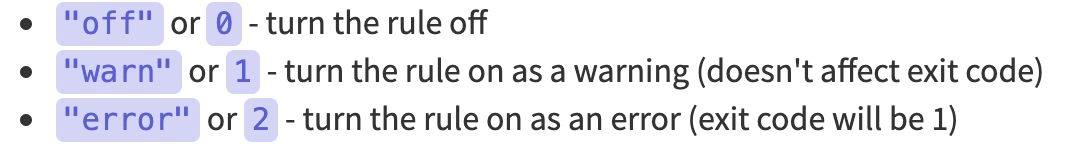 • "off" or 0 - turn the rule off
• "warn" or 1 - turn the rule on as a warning (doesn't affect exit code)
• "error" or 2 - turn the rule on as an error (exit code will be 1)